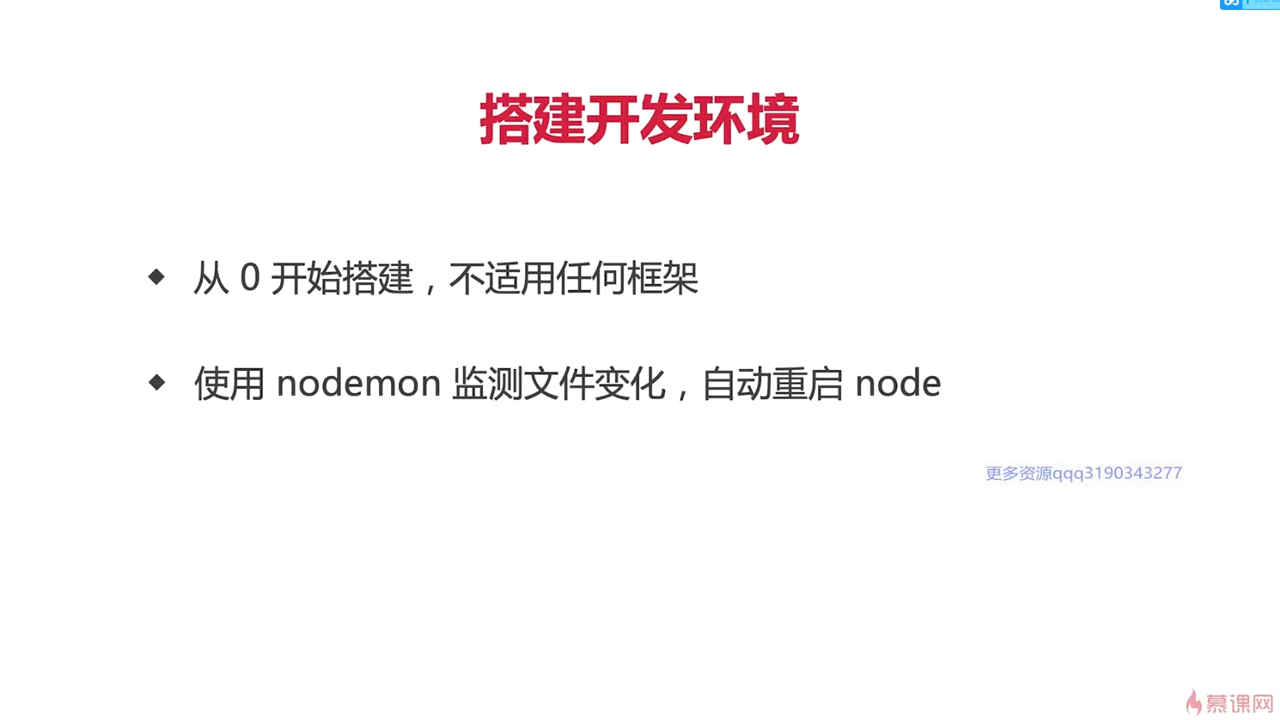 搭建开发环境
从 0 开始搭建，不适用任何框架
使用 nodemon 监测文件变化，自动重启 node
更多资源qqq3190343277
慕课网